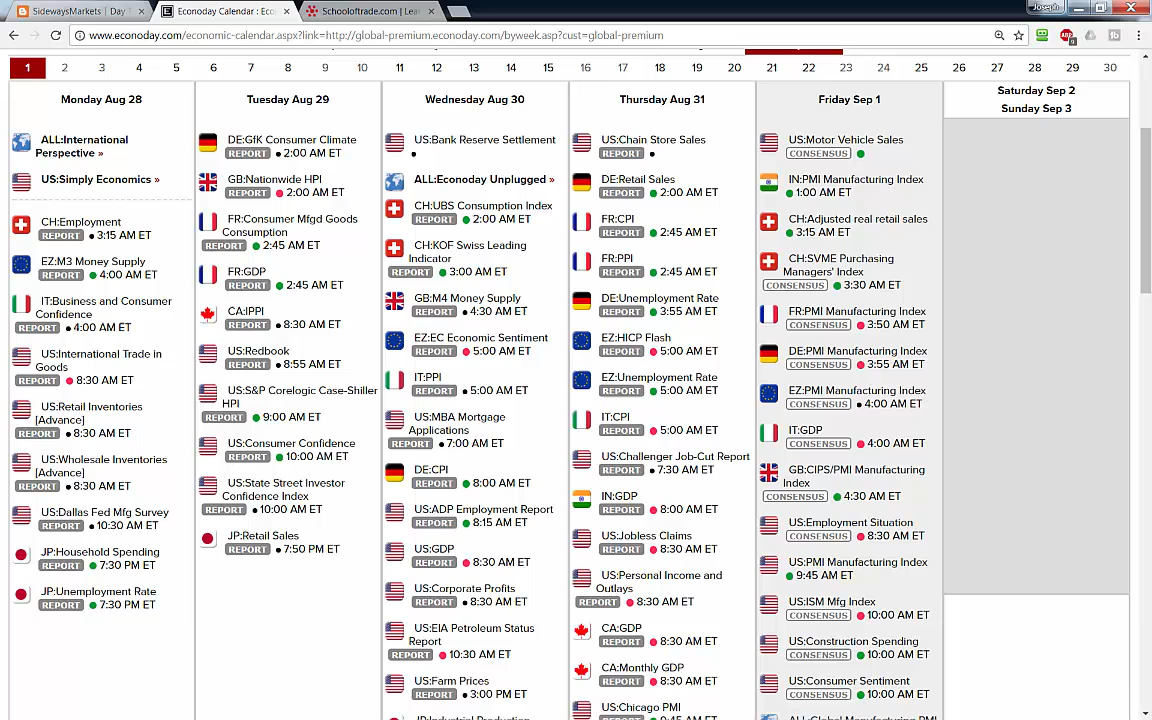 SidewaysMarkets | Day T
Econoday Calendar : Eco
Schooloftrade.com | Lea
Joseph
www.econoday.com/economic-calendar.aspx?link=http://global-premium.econoday.com/byweek.asp?cust=global-premium
1 2 3 4 5 6 7 8 9 10 11 12 13 14 15 16 17 18 19 20 21 22 23 24 25 26 27 28 29 30
Monday Aug 28
ALL:International
Perspective »
US:Simply Economics »
CH:Employment
REPORT 3:15 AM ET
EZ:M3 Money Supply
REPORT 4:00 AM ET
IT:Business and Consumer
Confidence
REPORT 4:00 AM ET
US:International Trade in
Goods
REPORT 8:30 AM ET
US:Retail Inventories
[Advance]
REPORT 8:30 AM ET
US:Wholesale Inventories
[Advance]
REPORT 8:30 AM ET
US:Dallas Fed Mfg Survey
REPORT 10:30 AM ET
JP:Household Spending
REPORT 7:30 PM ET
JP:Unemployment Rate
REPORT 7:30 PM ET
Tuesday Aug 29
DE:GfK Consumer Climate
REPORT 2:00 AM ET
GB:Nationwide HPI
REPORT 2:00 AM ET
FR:Consumer Mfgd Goods
Consumption
REPORT 2:45 AM ET
FR:GDP
REPORT 2:45 AM ET
CA:IPPI
REPORT 8:30 AM ET
US:Redbook
REPORT 8:55 AM ET
US:S&P Corelogic Case-Shiller
HPI
REPORT 9:00 AM ET
US:Consumer Confidence
REPORT 10:00 AM ET
US:State Street Investor
Confidence Index
REPORT 10:00 AM ET
JP:Retail Sales
REPORT 7:50 PM ET
Wednesday Aug 30
US:Bank Reserve Settlement
ALL:Econoday Unplugged »
CH:UBS Consumption Index
REPORT 2:00 AM ET
CH:KOF Swiss Leading
Indicator
REPORT 3:00 AM ET
GB:M4 Money Supply
REPORT 4:30 AM ET
EZ:EC Economic Sentiment
REPORT 5:00 AM ET
IT:PPI
REPORT 5:00 AM ET
US:MBA Mortgage
Applications
REPORT 7:00 AM ET
DE:CPI
REPORT 8:00 AM ET
US:ADP Employment Report
REPORT 8:15 AM ET
US:GDP
REPORT 8:30 AM ET
US:Corporate Profits
REPORT 8:30 AM ET
US:EIA Petroleum Status
Report
REPORT 10:30 AM ET
US:Farm Prices
REPORT 3:00 PM ET
JP:Industrial Production
Thursday Aug 31
US:Chain Store Sales
REPORT
DE:Retail Sales
REPORT 2:00 AM ET
FR:CPI
REPORT 2:45 AM ET
FR:PPI
REPORT 2:45 AM ET
DE:Unemployment Rate
REPORT 3:55 AM ET
EZ:HICP Flash
REPORT 5:00 AM ET
EZ:Unemployment Rate
REPORT 5:00 AM ET
IT:CPI
REPORT 5:00 AM ET
US:Challenger Job-Cut Report
REPORT 7:30 AM ET
IN:GDP
REPORT 8:00 AM ET
US:Jobless Claims
REPORT 8:30 AM ET
US:Personal Income and
Outlays
REPORT 8:30 AM ET
CA:GDP
REPORT 8:30 AM ET
CA:Monthly GDP
REPORT 8:30 AM ET
US:Chicago PMI
REPORT 9:45 AM ET
Friday Sep 1
US:Motor Vehicle Sales
CONSENSUS
IN:PMI Manufacturing Index
1:00 AM ET
CH:Adjusted real retail sales
3:15 AM ET
CH:SVME Purchasing
Managers' Index
CONSENSUS 3:30 AM ET
FR:PMI Manufacturing Index
CONSENSUS 3:50 AM ET
DE:PMI Manufacturing Index
CONSENSUS 3:55 AM ET
EZ:PMI Manufacturing Index
CONSENSUS 4:00 AM ET
IT:GDP
CONSENSUS 4:00 AM ET
GB:CIPS/PMI Manufacturing
Index
CONSENSUS 4:30 AM ET
US:Employment Situation
CONSENSUS 8:30 AM ET
US:PMI Manufacturing Index
9:45 AM ET
US:ISM Mfg Index
CONSENSUS 10:00 AM ET
US:Construction Spending
CONSENSUS 10:00 AM ET
US:Consumer Sentiment
CONSENSUS 10:00 AM ET
ALL:Global Manufacturing PMI
Saturday Sep 2
Sunday Sep 3